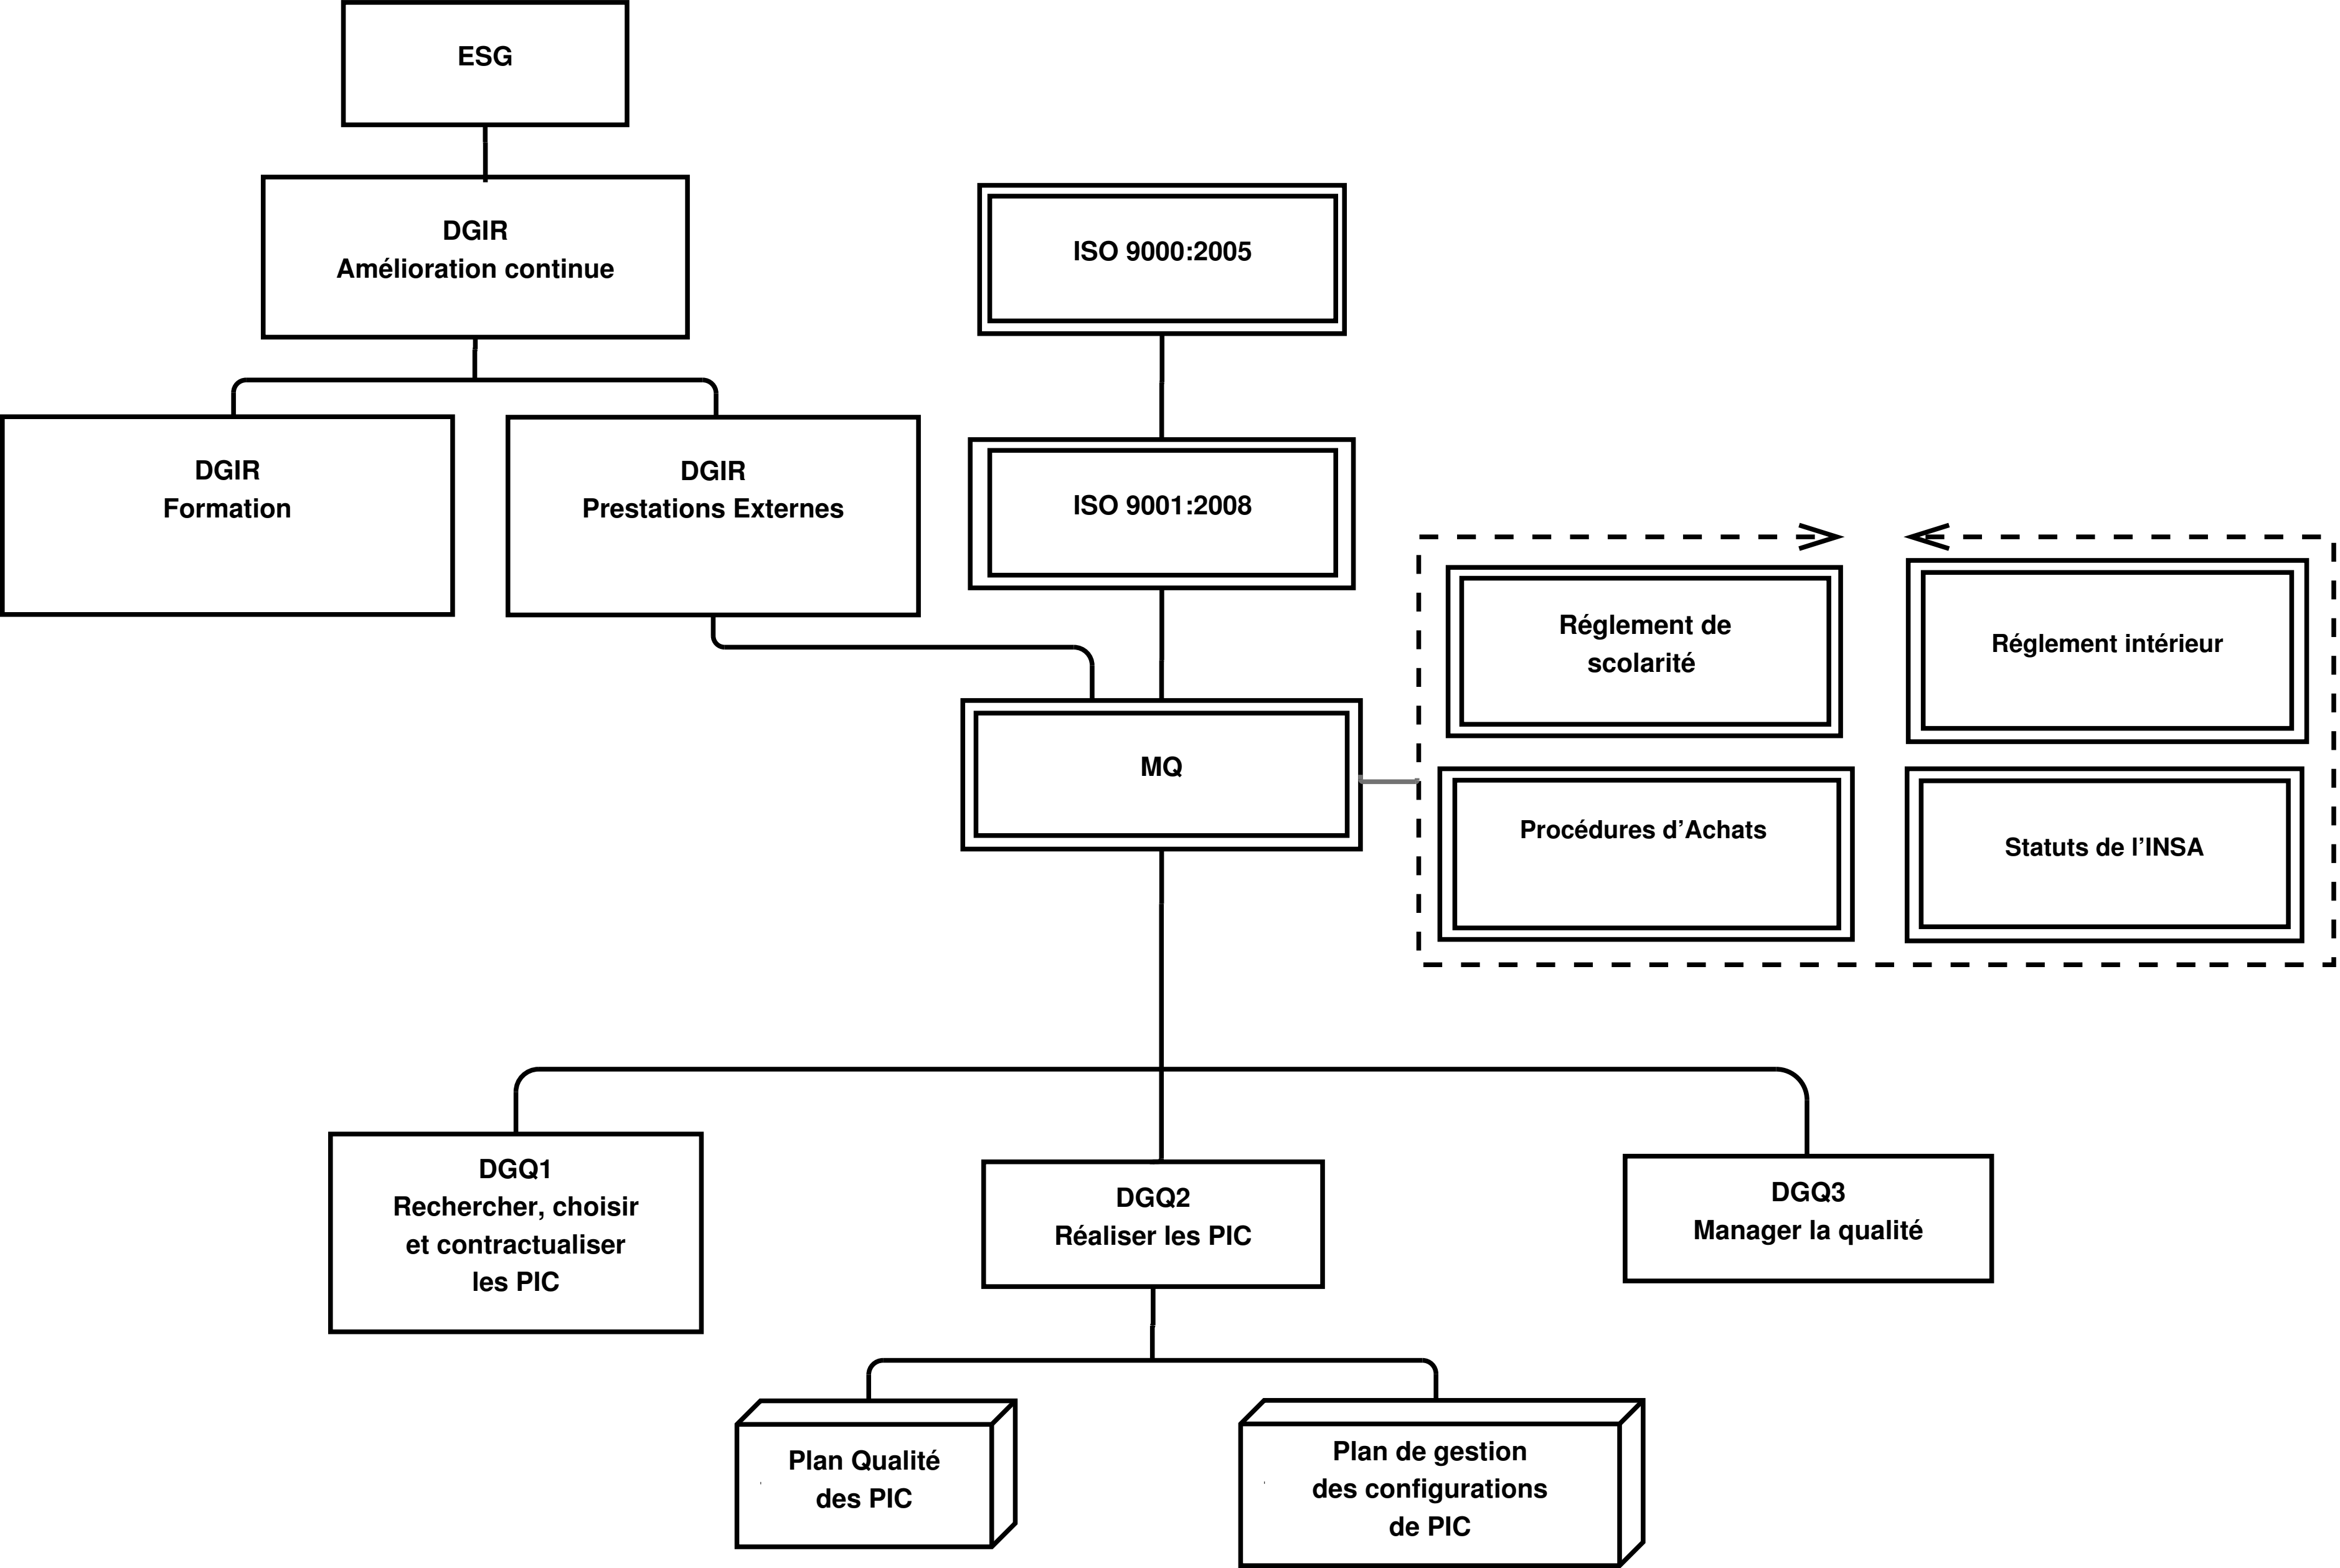 ESG
DGIR
Amélioration continue
ISO 9000:2005
DGIR
Formation
DGIR
Prestations Externes
ISO 9001:2008
Réglement de
scolarité
Réglement intérieur
MQ
Procédures d’Achats
Statuts de l’INSA
DGQ1
Rechercher, choisir
et contractualiser
les PIC
DGQ2
Réaliser les PIC
DGQ3
Manager la qualité
Plan Qualité
des PIC
Plan de gestion
des configurations
de PIC